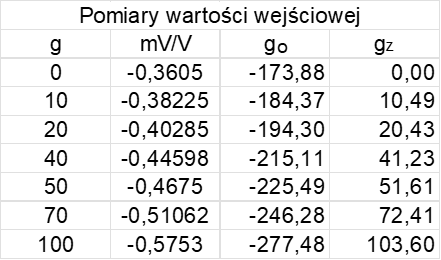 Pomiary wartości wejściowej
g mV/V go gz
0 -0,3605 -173,88 0,00
10 -0,38225 -184,37 10,49
20 -0,40285 -194,30 20,43
40 -0,44598 -215,11 41,23
50 -0,4675 -225,49 51,61
70 -0,51062 -246,28 72,41
100 -0,5753 -277,48 103,60